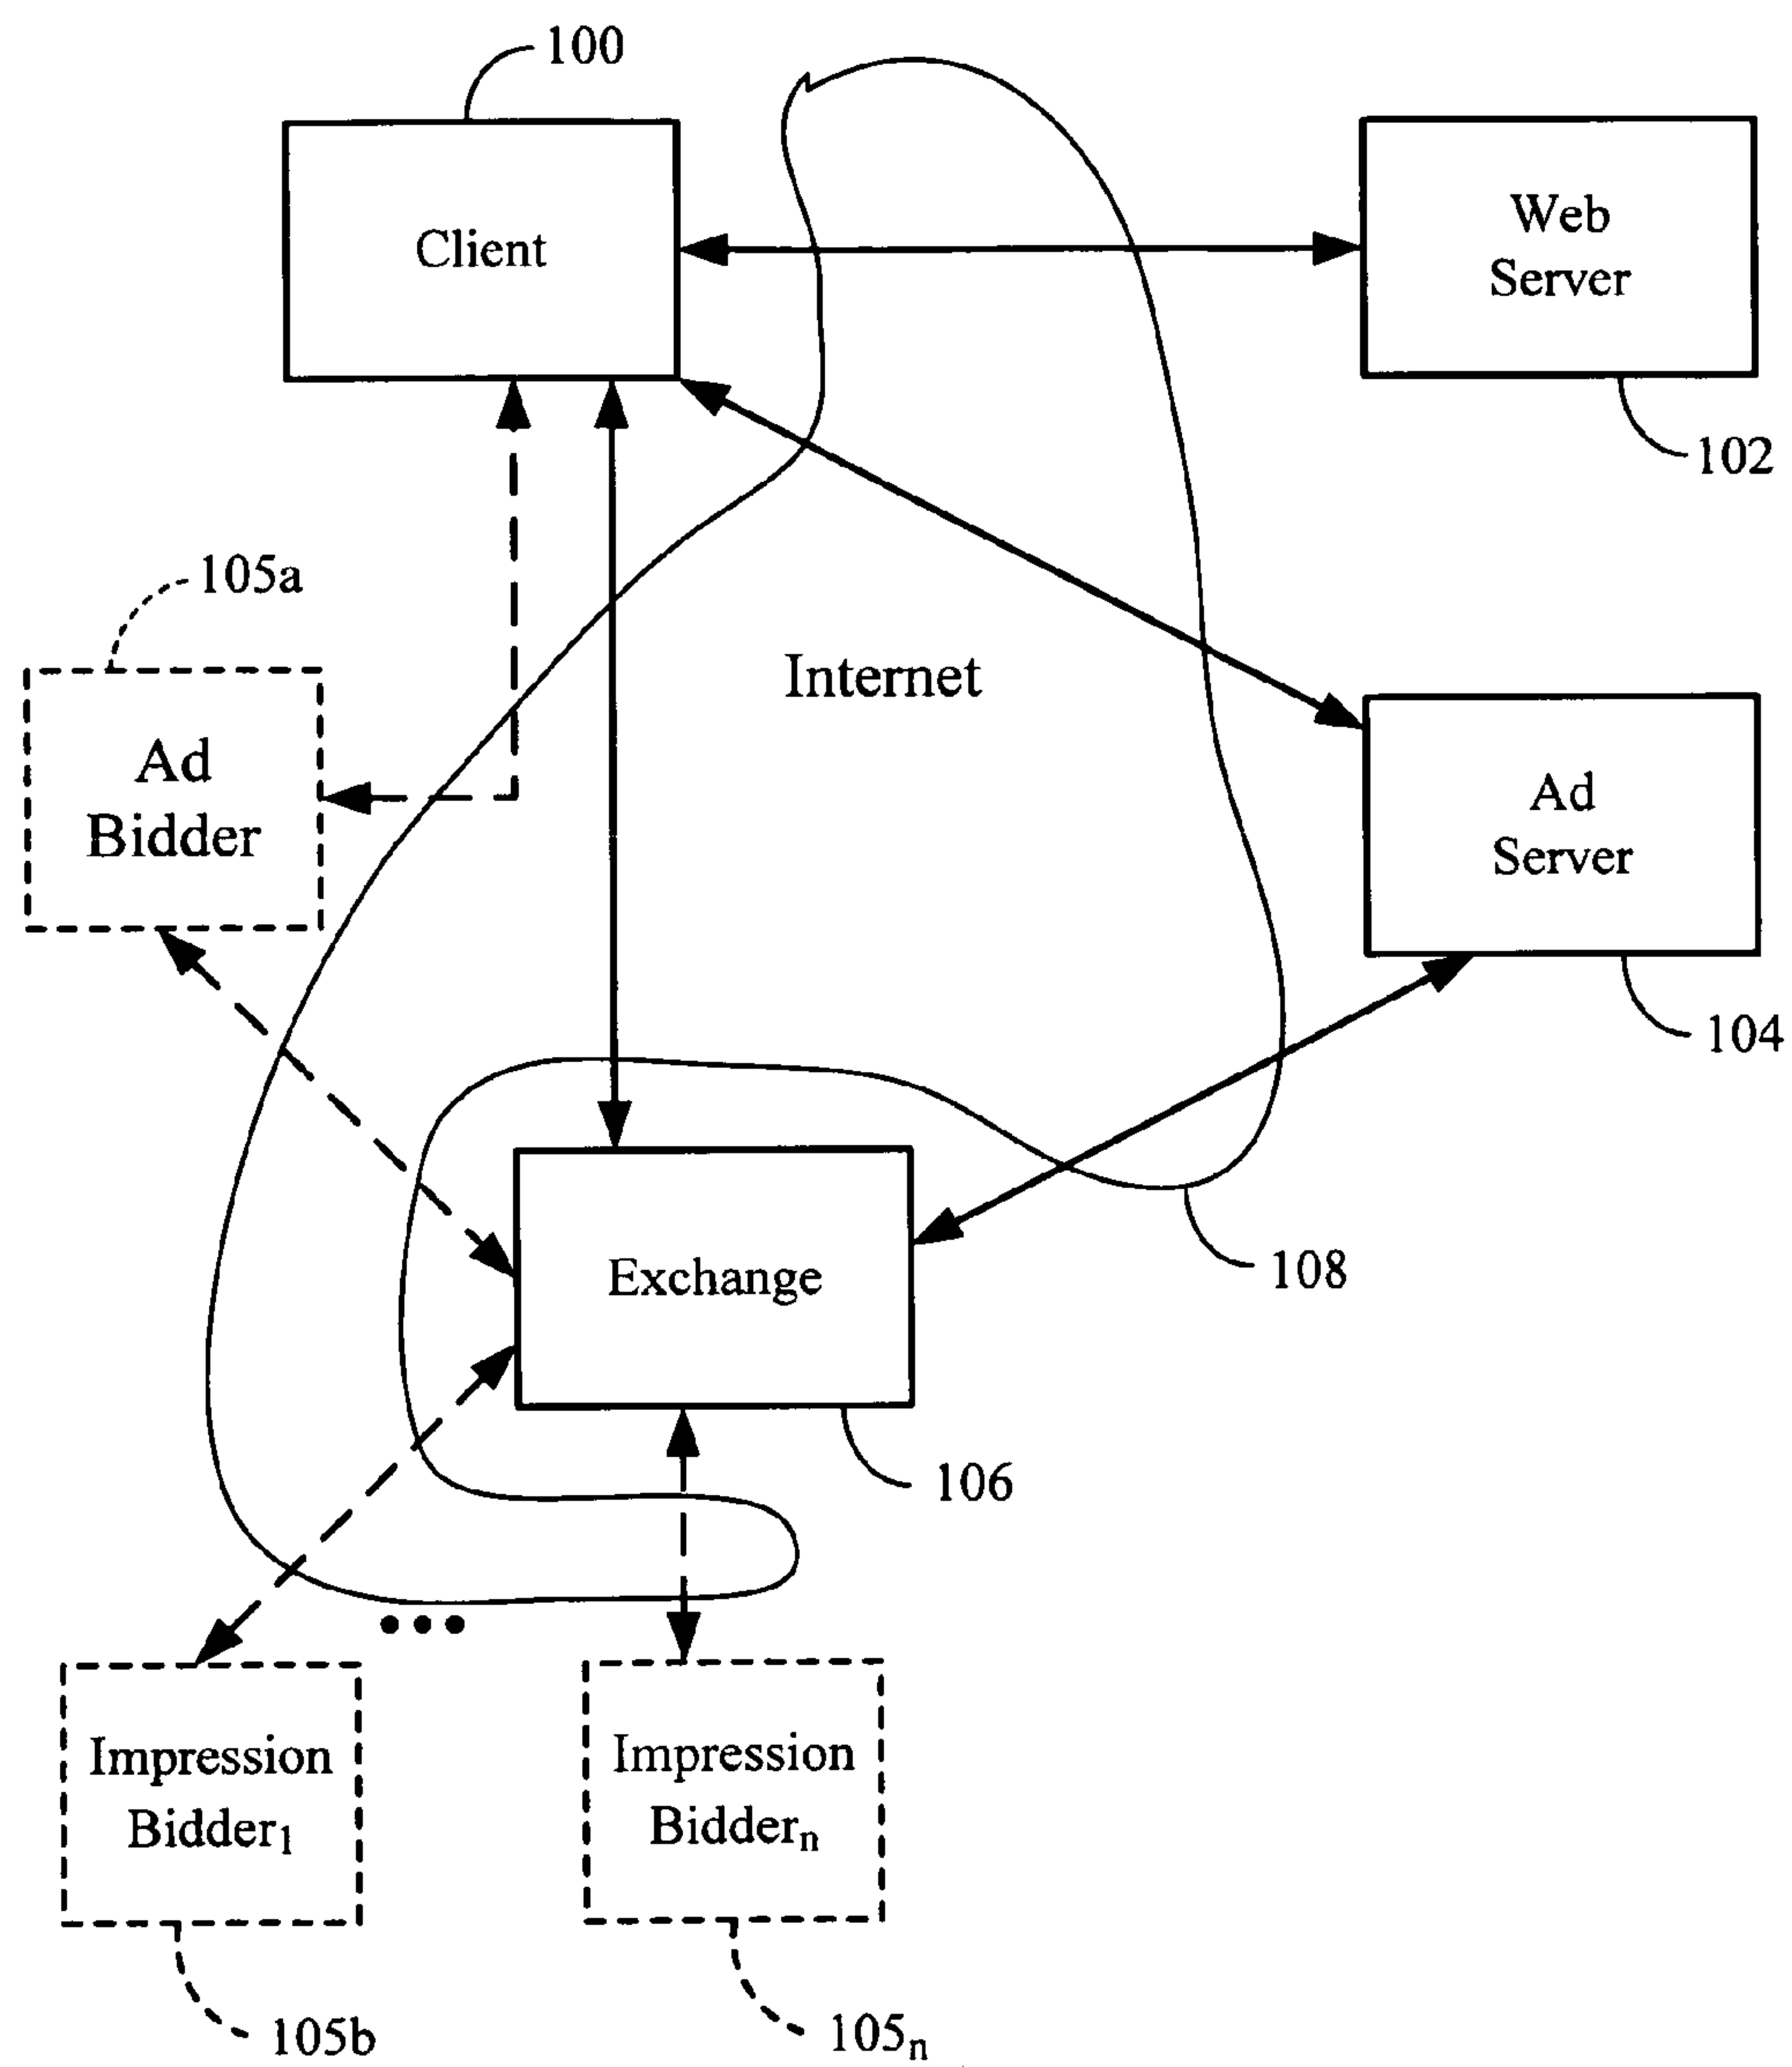 100
Client
Web
Server
102
105a
Internet
Ad
Bidder
Ad
Server
104
Exchange
108
106
Impression
Bidder1
Impression
Biddern
105b
105n